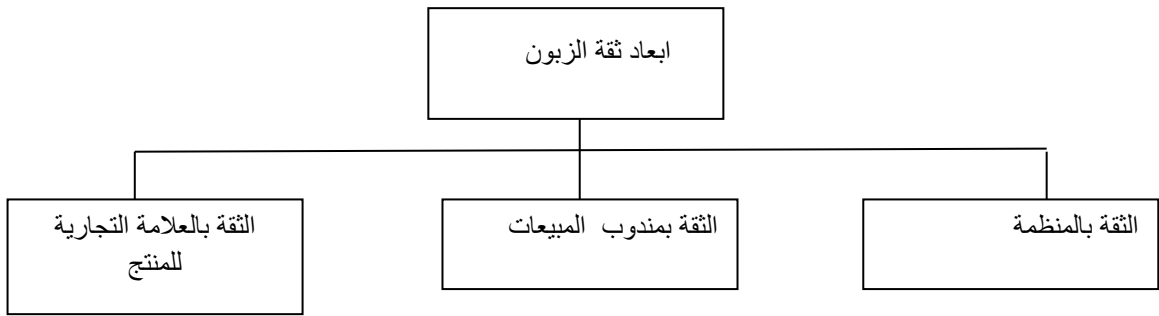 ابعاد ثقة الزبون
الثقة بالمنظمة
الثقة بمندوب المبيعات
الثقة بالعلامة التجارية
للمنتج